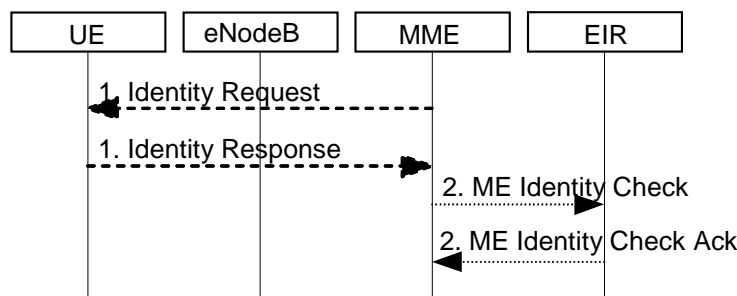 UE
eNodeB
MME
EIR
1. Identity Request
1. Identity Response
2. ME Identity Check
2. ME Identity Check Ack